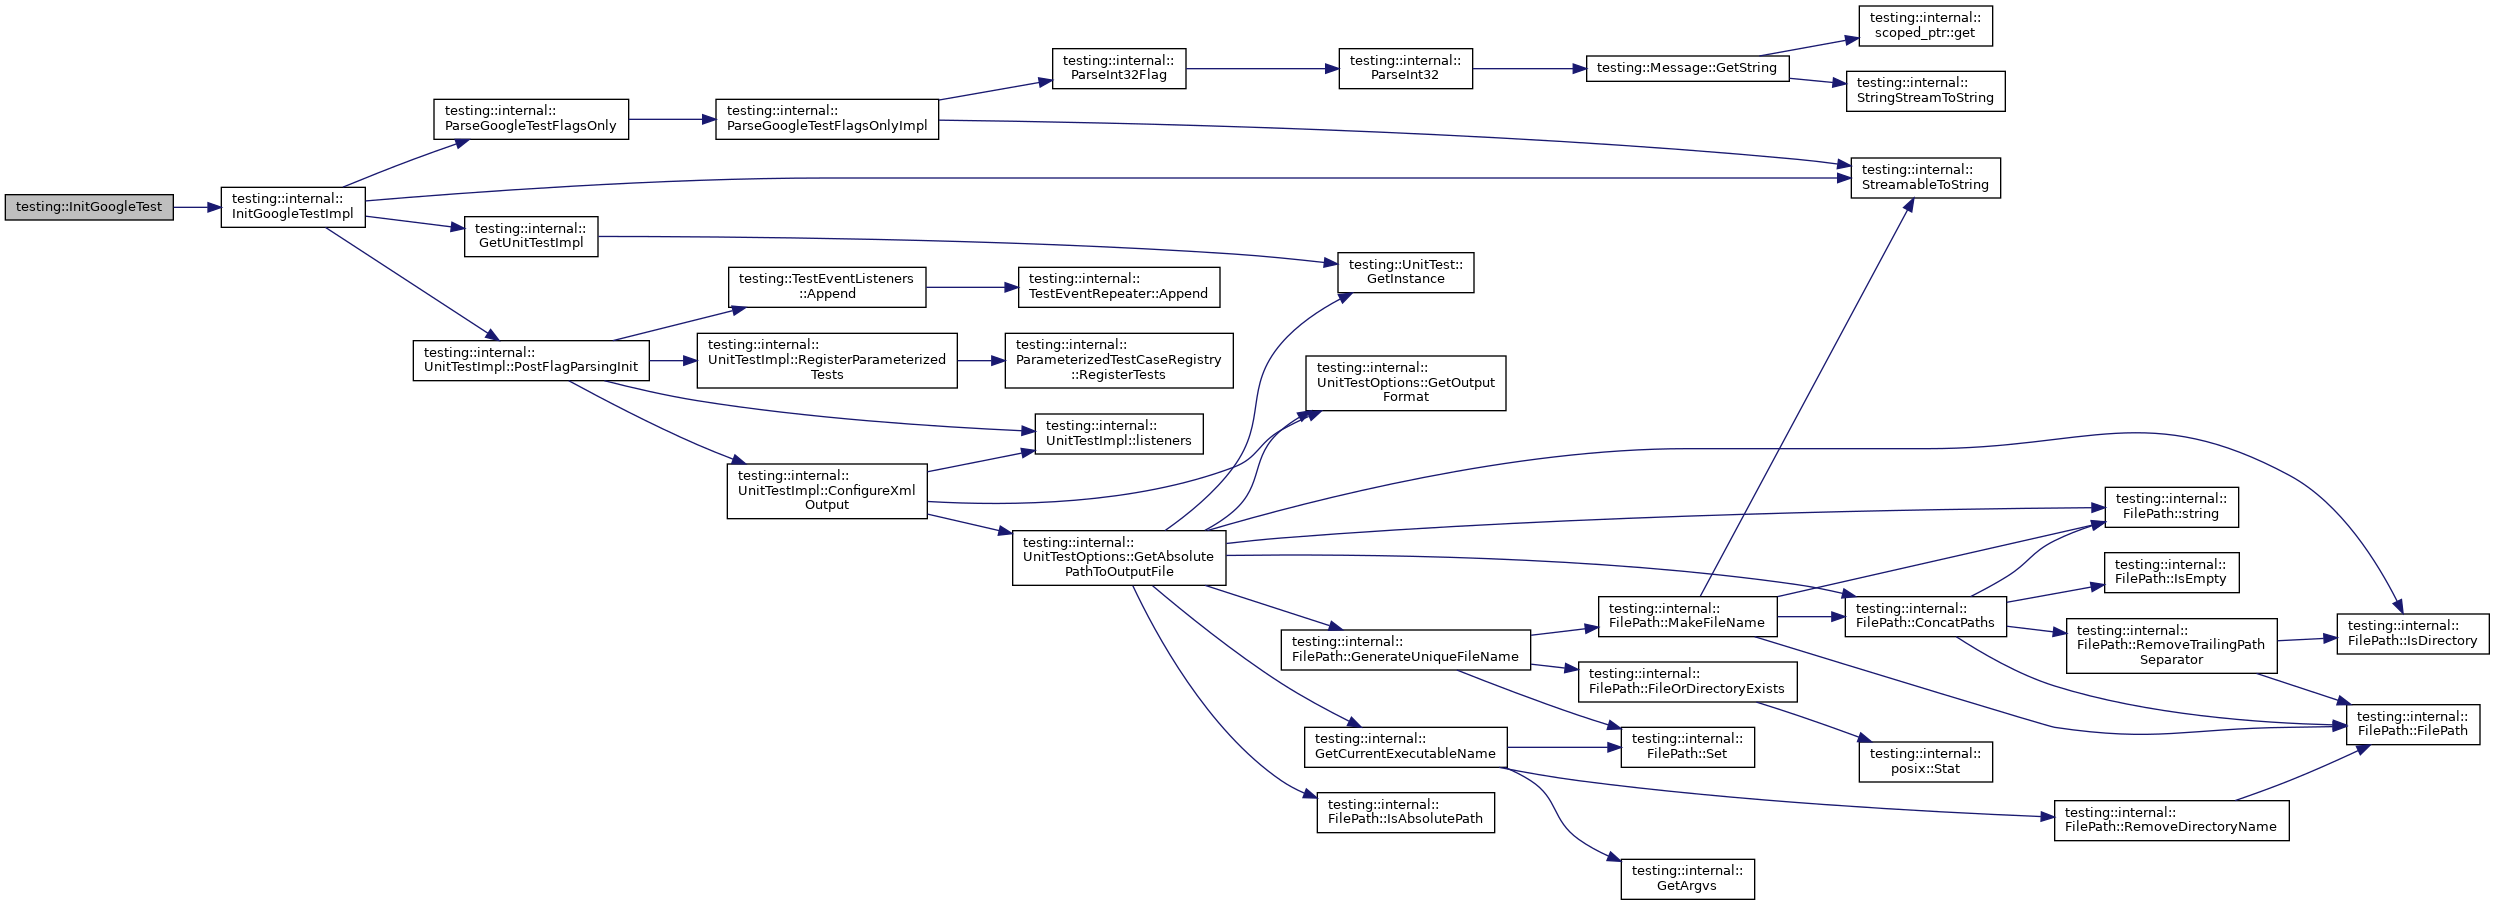 testing::internal::
scoped_ptr::get
testing::internal::
ParseInt32Flag
testing::internal::
ParseInt32
testing::Message::GetString
testing::internal::
StringStreamToString
testing::internal::
ParseGoogleTestFlagsOnly
testing::internal::
ParseGoogleTestFlagsOnlyImpl
testing::internal::
StreamableToString
testing::InitGoogleTest
testing::internal::
InitGoogleTestImpl
testing::internal::
GetUnitTestImpl
testing::UnitTest::
GetInstance
testing::TestEventListeners
::Append
testing::internal::
TestEventRepeater::Append
testing::internal::
UnitTestImpl::PostFlagParsingInit
testing::internal::
UnitTestImpl::RegisterParameterized
Tests
testing::internal::
ParameterizedTestCaseRegistry
::RegisterTests
testing::internal::
UnitTestOptions::GetOutput
Format
testing::internal::
UnitTestImpl::listeners
testing::internal::
UnitTestImpl::ConfigureXml
Output
testing::internal::
FilePath::string
testing::internal::
UnitTestOptions::GetAbsolute
PathToOutputFile
testing::internal::
FilePath::IsEmpty
testing::internal::
FilePath::MakeFileName
testing::internal::
FilePath::ConcatPaths
testing::internal::
FilePath::RemoveTrailingPath
Separator
testing::internal::
FilePath::IsDirectory
testing::internal::
FilePath::GenerateUniqueFileName
testing::internal::
FilePath::FileOrDirectoryExists
testing::internal::
FilePath::FilePath
testing::internal::
GetCurrentExecutableName
testing::internal::
FilePath::Set
testing::internal::
posix::Stat
testing::internal::
FilePath::IsAbsolutePath
testing::internal::
FilePath::RemoveDirectoryName
testing::internal::
GetArgvs